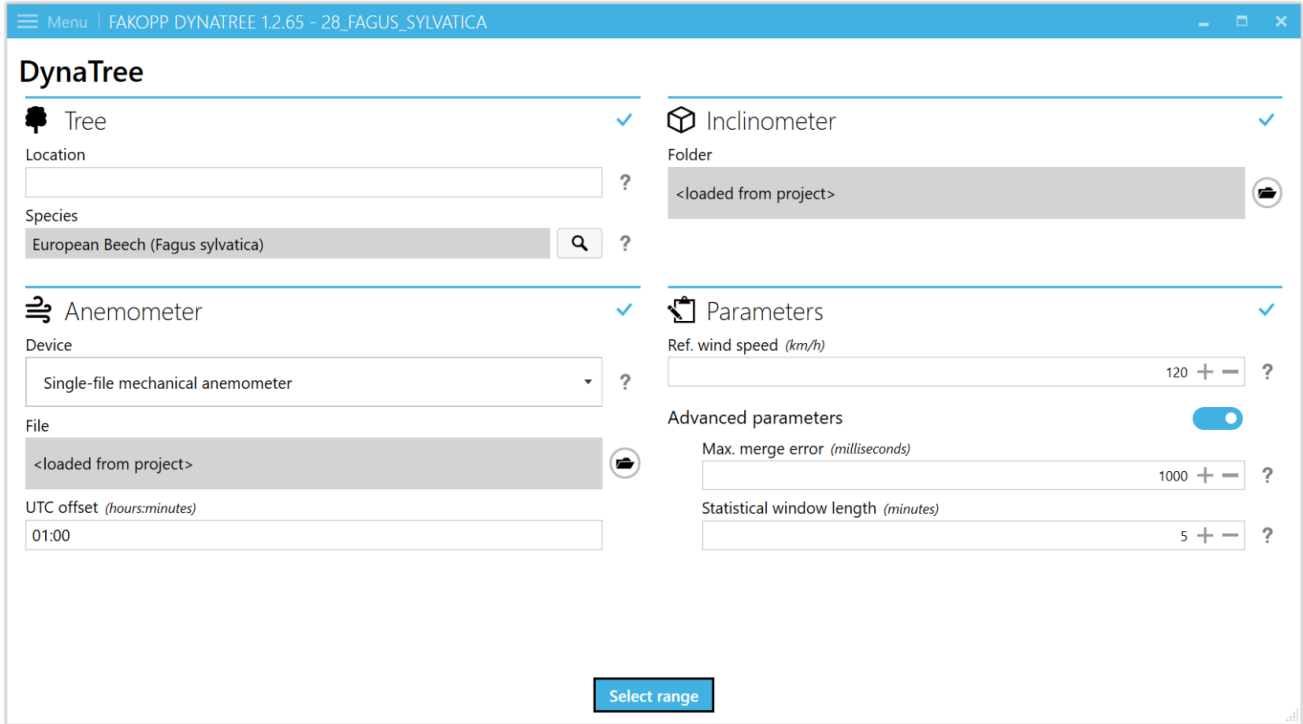 Menu | FAKOPP DYNATREE 1.2.65 - 28_FAGUS_SYLVATICA
DynaTree
Tree
Location
?
Species
European Beech (Fagus sylvatica)
?
Inclinometer
Folder
<loaded from project>
Anemometer
Device
Single-file mechanical anemometer
?
File
<loaded from project>
UTC offset (hours:minutes)
01:00
Parameters
Ref. wind speed (km/h)
120 + − ?
Advanced parameters
Max. merge error (milliseconds)
1000 + − ?
Statistical window length (minutes)
5 + − ?
Select range